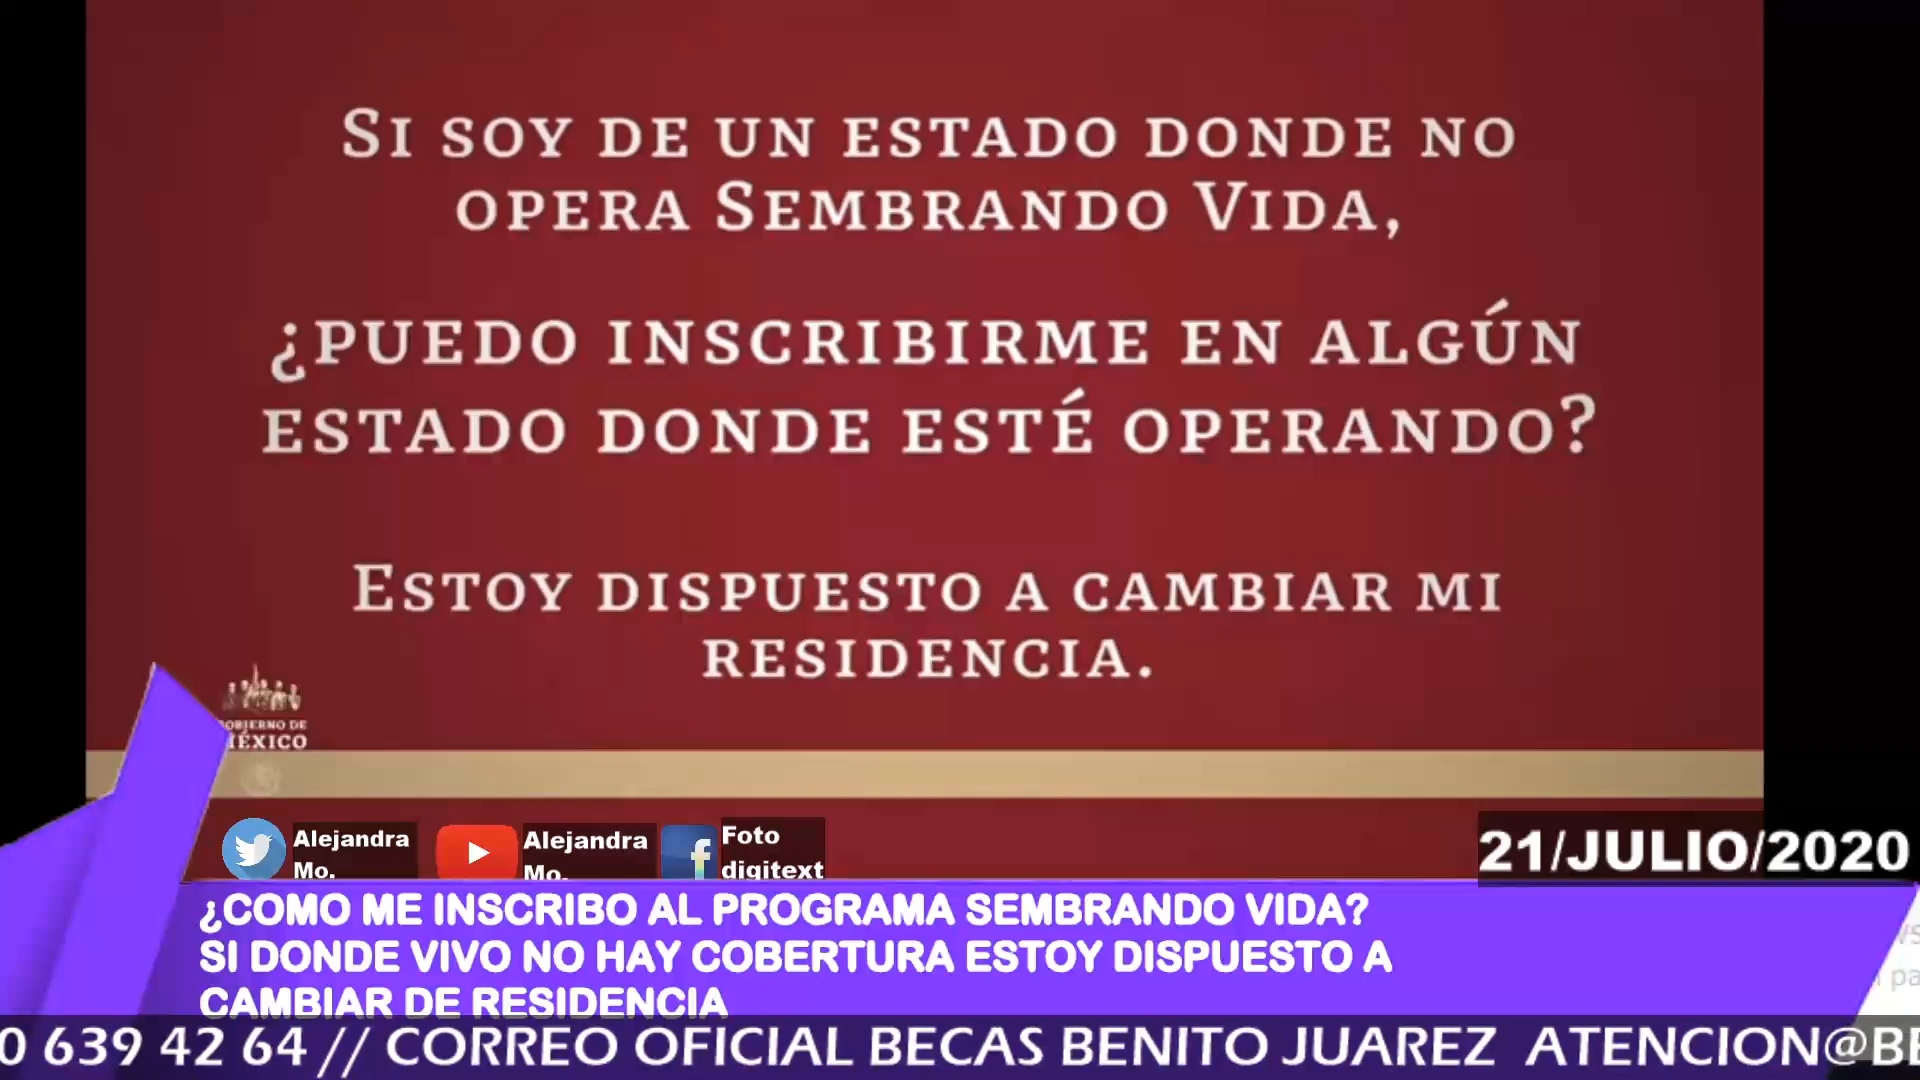 Si soy de un estado donde no
opera Sembrando Vida,
¿puedo inscribirme en algún
estado donde esté operando?
Estoy dispuesto a cambiar mi
residencia.
GOBIERNO DE
MÉXICO
Alejandra
Mo.
Alejandra
Mo.
Foto
digitext
21/JULIO/2020
¿COMO ME INSCRIBO AL PROGRAMA SEMBRANDO VIDA?
SI DONDE VIVO NO HAY COBERTURA ESTOY DISPUESTO A
CAMBIAR DE RESIDENCIA
0 639 42 64 // CORREO OFICIAL BECAS BENITO JUAREZ ATENCION@BE